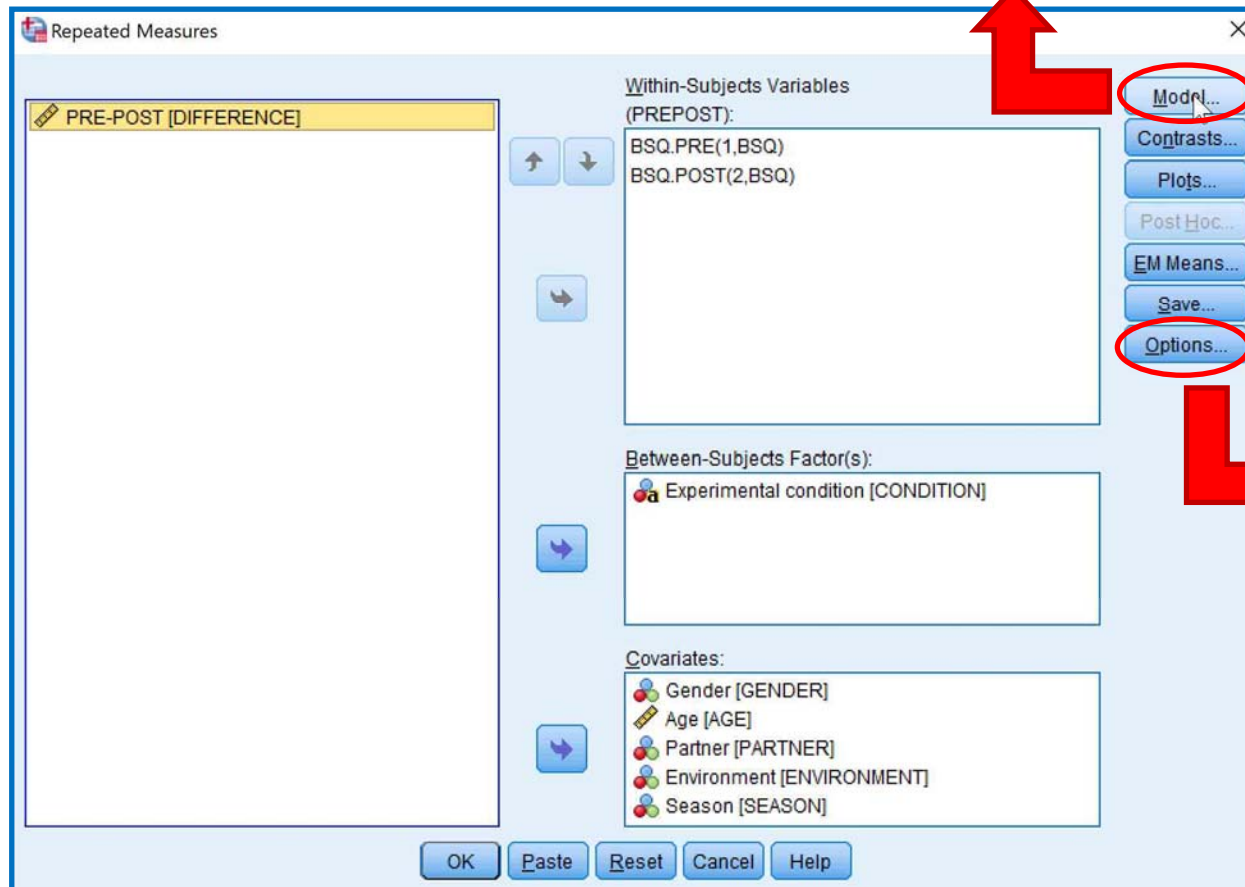 Repeated Measures
PRE-POST [DIFFERENCE]
Within-Subjects Variables
(PREPOST):
BSQ.PRE(1,BSQ)
BSQ.POST(2,BSQ)
Between-Subjects Factor(s):
a Experimental condition [CONDITION]
Covariates:
Gender [GENDER]
Age [AGE]
Partner [PARTNER]
Environment [ENVIRONMENT]
Season [SEASON]
Model...
Contrasts...
Plots...
Post Hoc...
EM Means...
Save...
Options...
OK Paste Reset Cancel Help